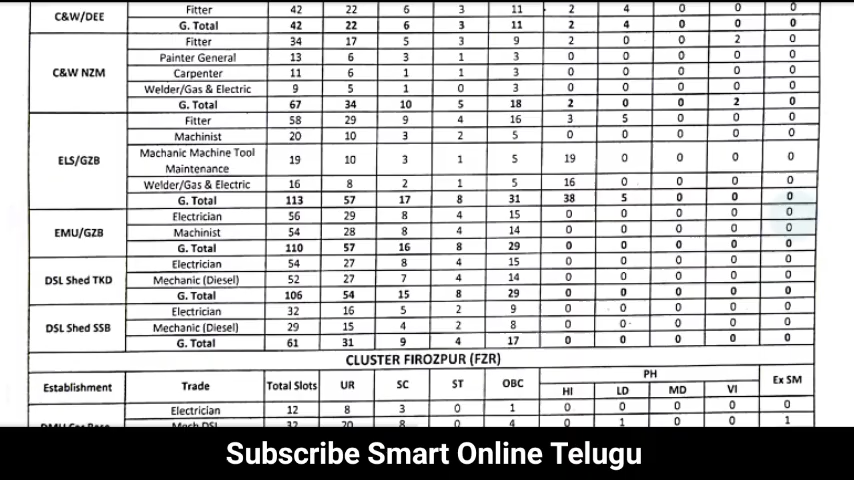 C&W/DEE Fitter 42 22 6 3 11 2 4 0 0 0
G. Total 42 22 6 3 11 2 4 0 0 0
C&W NZM Fitter 34 17 5 3 9 2 0 0 2 0
Painter General 13 6 3 1 3 0 0 0 0 0
Carpenter 11 6 1 1 3 0 0 0 0 0
Welder/Gas & Electric 9 5 1 0 3 0 0 0 0 0
G. Total 67 34 10 5 18 2 0 0 2 0
ELS/GZB Fitter 58 29 9 4 16 3 5 0 0 0
Machinist 20 10 3 2 5 0 0 0 0 0
Machanic Machine Tool
Maintenance 19 10 3 1 5 19 0 0 0 0
Welder/Gas & Electric 16 8 2 1 5 16 0 0 0 0
G. Total 113 57 17 8 31 38 5 0 0 0
EMU/GZB Electrician 56 29 8 4 15 0 0 0 0 0
Machinist 54 28 8 4 14 0 0 0 0 0
G. Total 110 57 16 8 29 0 0 0 0 0
DSL Shed TKD Electrician 54 27 8 4 15 0 0 0 0 0
Mechanic (Diesel) 52 27 7 4 14 0 0 0 0 0
G. Total 106 54 15 8 29 0 0 0 0 0
DSL Shed SSB Electrician 32 16 5 2 9 0 0 0 0 0
Mechanic (Diesel) 29 15 4 2 8 0 0 0 0 0
G. Total 61 31 9 4 17 0 0 0 0 0
CLUSTER FIROZPUR (FZR)
Establishment Trade Total Slots UR SC ST OBC PH Ex SM
HI LD MD VI
Electrician 12 8 3 0 1 0 0 0 0 0
Mech DSL 32 20 8 0 4 0 1 0 0 1
Subscribe Smart Online Telugu